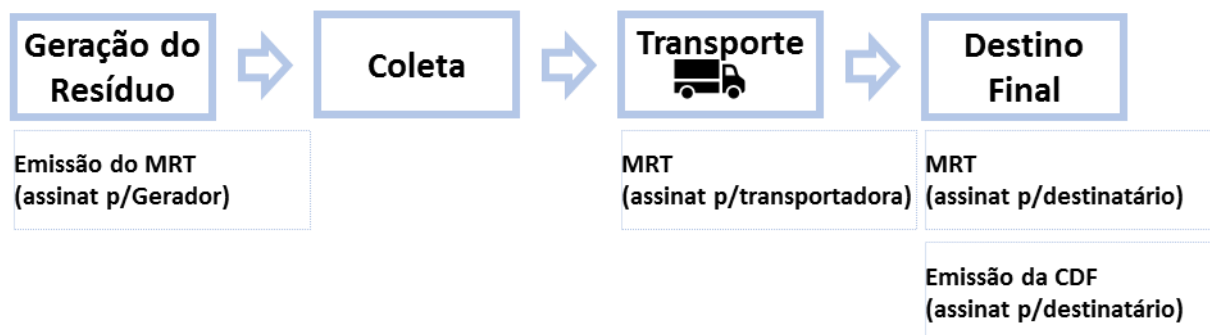 Geração do
Resíduo
Coleta
Transporte
Destino
Final
Emissão do MRT
(assinat p/Gerador)
MRT
(assinat p/transportadora)
MRT
(assinat p/destinatário)
Emissão da CDF
(assinat p/destinatário)